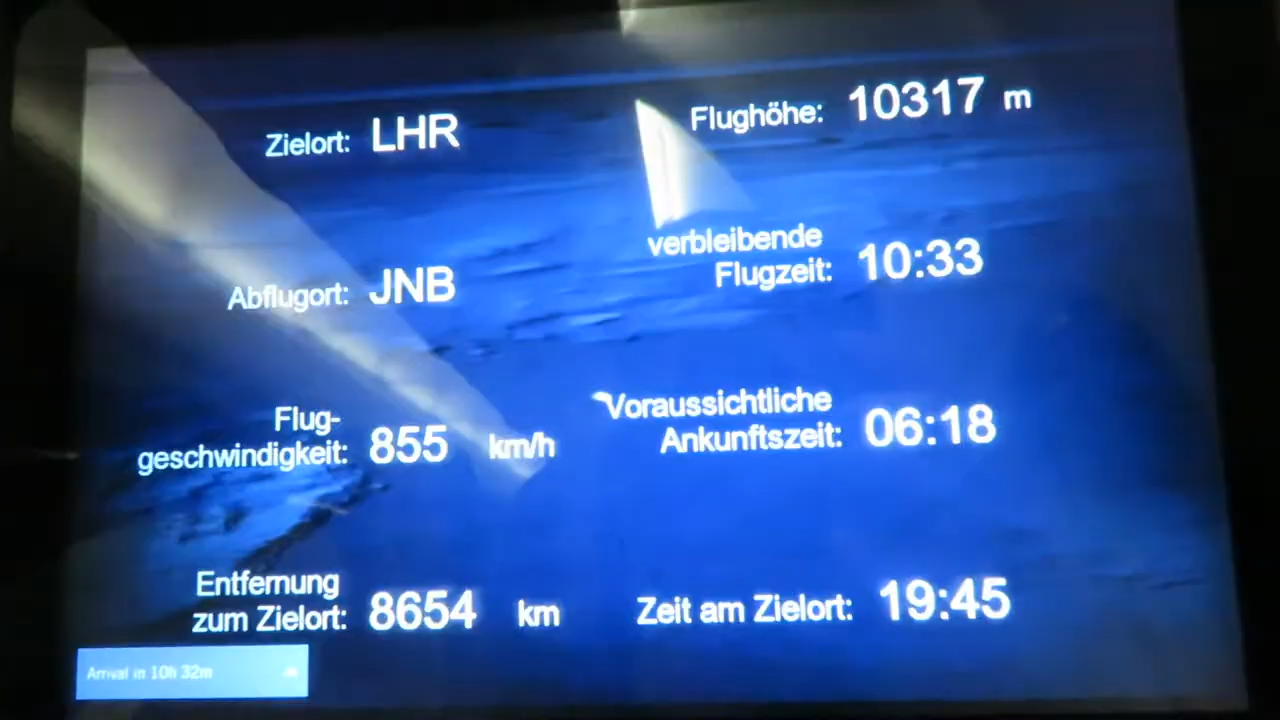 Zielort: LHR
Flughöhe: 10317 m
Abflugort: JNB
verbleibende
Flugzeit: 10:33
Flug-
geschwindigkeit: 855 km/h
Voraussichtliche
Ankunftszeit: 06:18
Entfernung
zum Zielort: 8654 km
Zeit am Zielort: 19:45
Arrival in 10h 32m